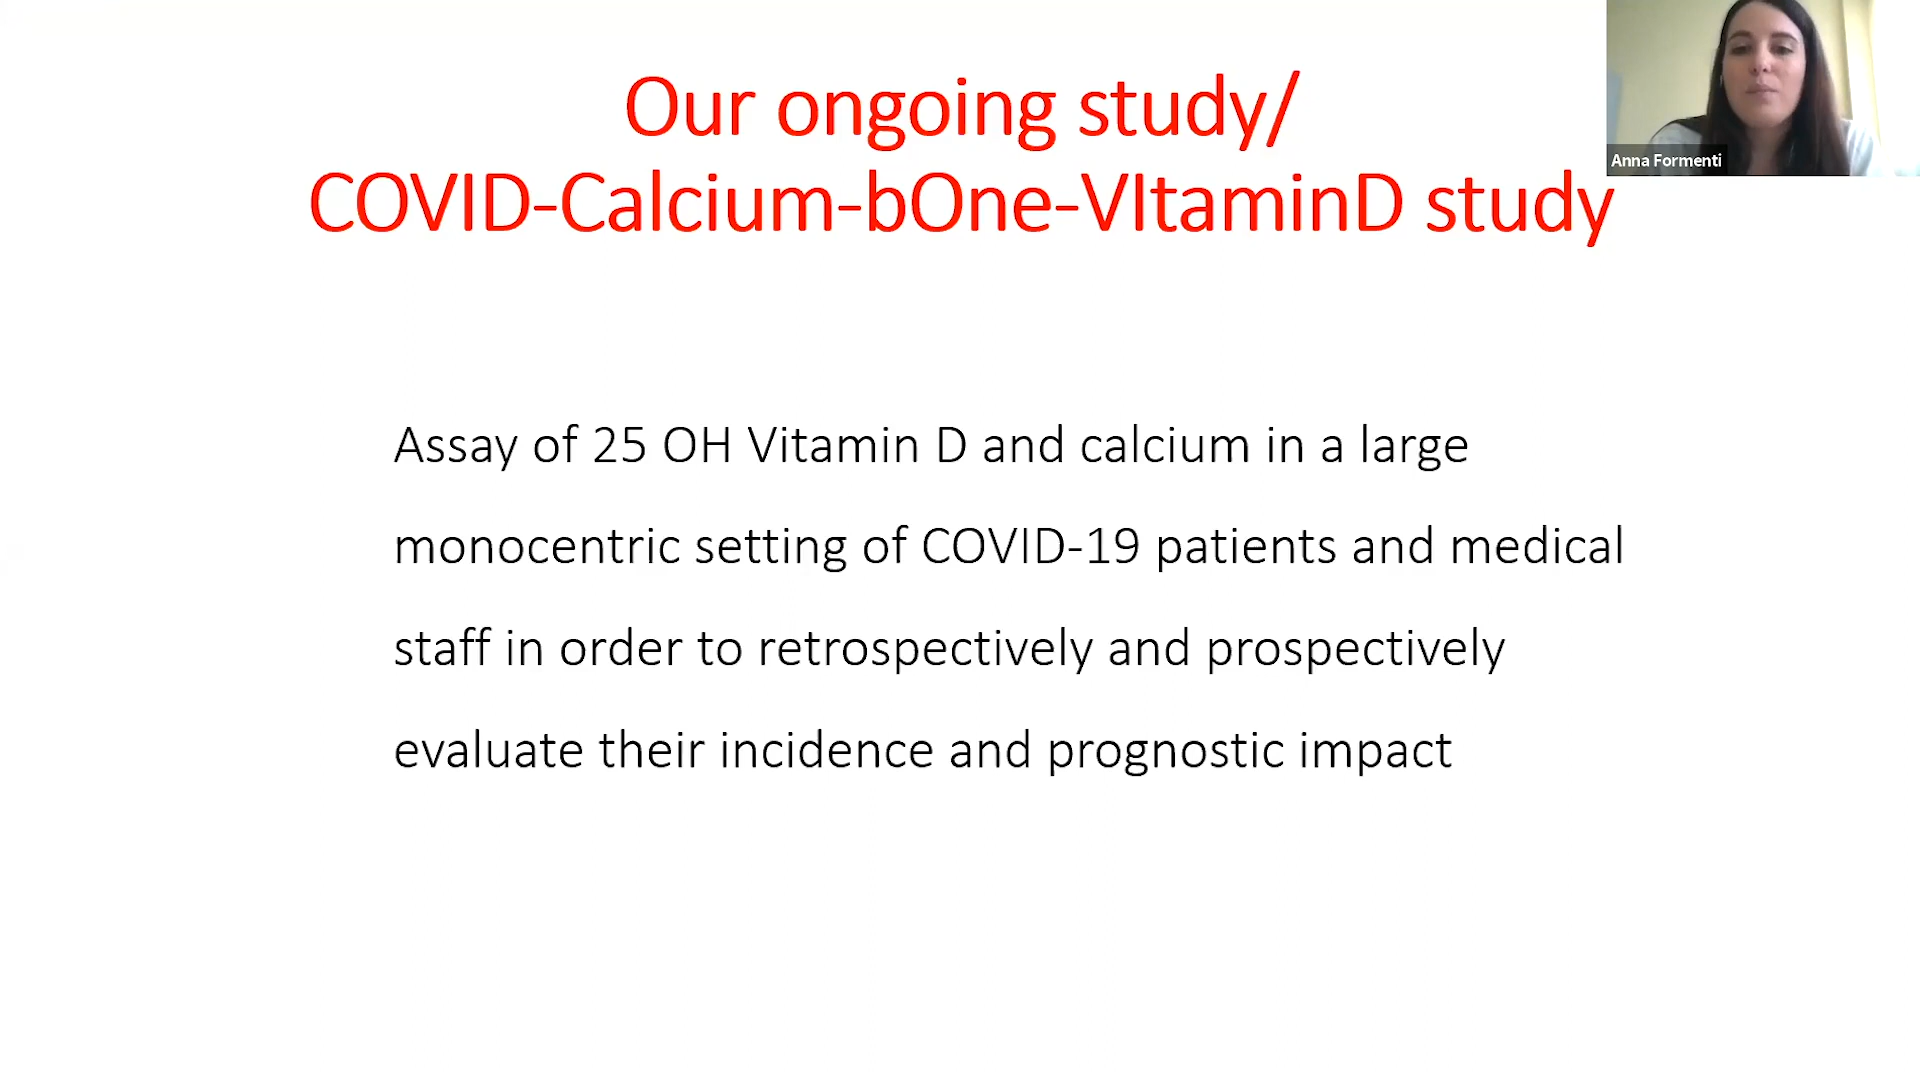 Our ongoing study/
COVID-Calcium-bOne-VItaminD study
Anna Formenti
Assay of 25 OH Vitamin D and calcium in a large
monocentric setting of COVID-19 patients and medical
staff in order to retrospectively and prospectively
evaluate their incidence and prognostic impact